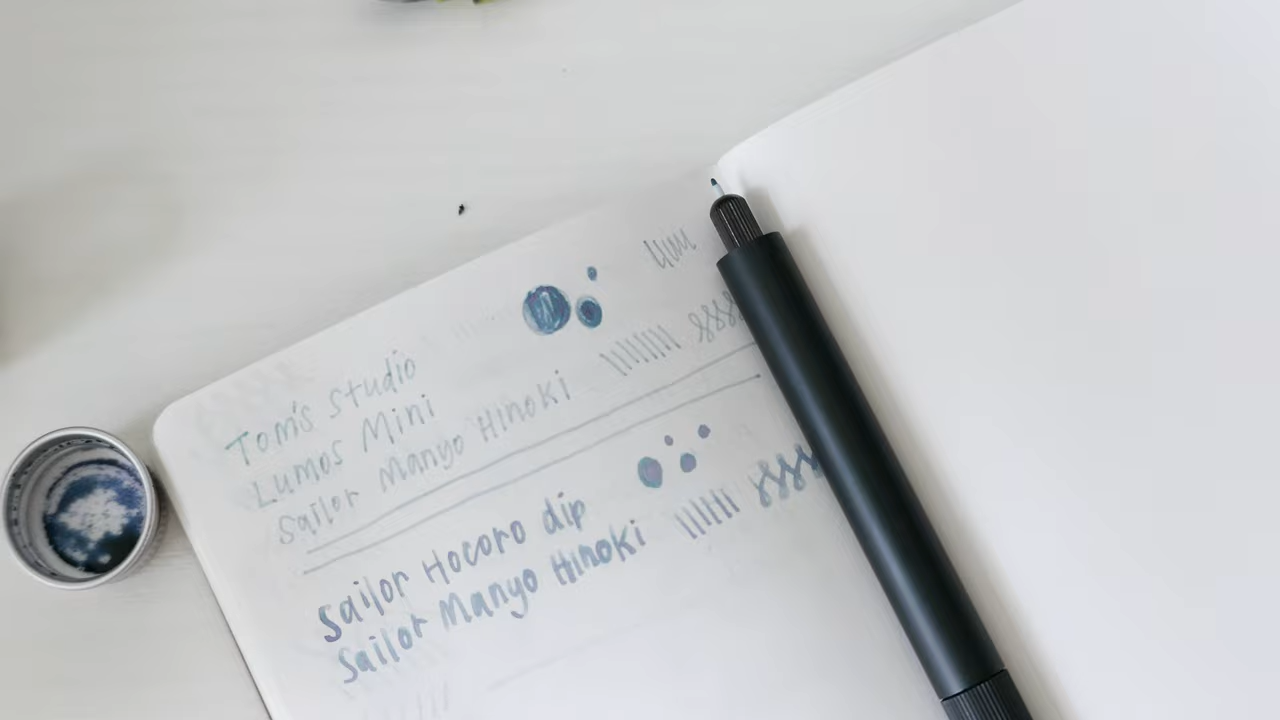 Tom's Studio
Lumos Mini
Sailor Manyo Hinoki
Sailor Hocoro dip
Sailor Manyo Hinoki